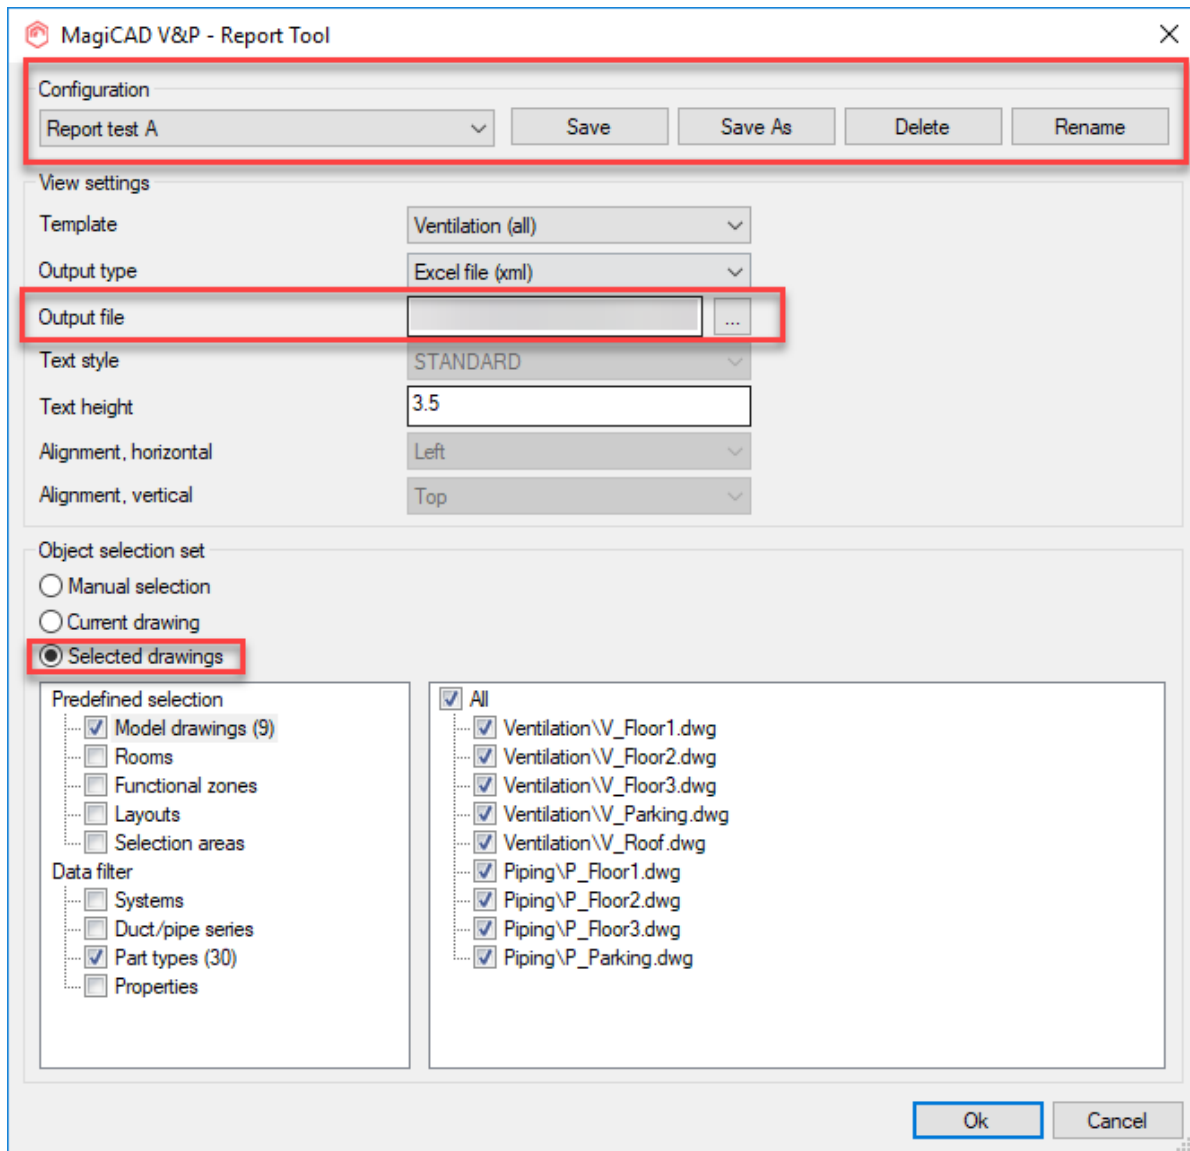 MagiCAD V&P - Report Tool
Configuration
Report test A
Save
Save As
Delete
Rename
View settings
Template
Ventilation (all)
Output type
Excel file (xml)
Output file
...
Text style
STANDARD
Text height
3.5
Alignment, horizontal
Left
Alignment, vertical
Top
Object selection set
Manual selection
Current drawing
Selected drawings
Predefined selection
Model drawings (9)
Rooms
Functional zones
Layouts
Selection areas
Data filter
Systems
Duct/pipe series
Part types (30)
Properties
All
Ventilation\V_Floor1.dwg
Ventilation\V_Floor2.dwg
Ventilation\V_Floor3.dwg
Ventilation\V_Parking.dwg
Ventilation\V_Roof.dwg
Piping\P_Floor1.dwg
Piping\P_Floor2.dwg
Piping\P_Floor3.dwg
Piping\P_Parking.dwg
Ok
Cancel